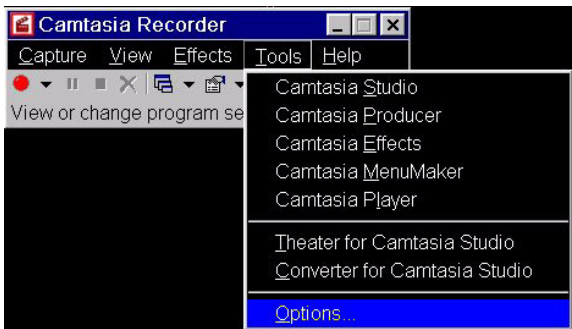 Camtasia Recorder
Capture View Effects Tools Help
View or change program se
Camtasia Studio
Camtasia Producer
Camtasia Effects
Camtasia MenuMaker
Camtasia Player
Theater for Camtasia Studio
Converter for Camtasia Studio
Options...